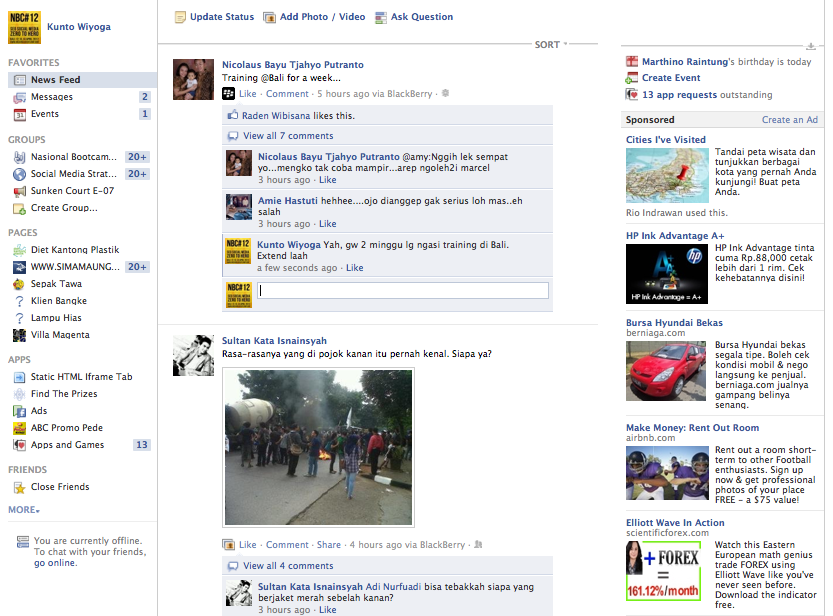 NBC#12
Kunto Wiyoga
FAVORITES
News Feed
Messages 2
Events 1
GROUPS
Nasional Bootcam... 20+
Social Media Strat... 20+
Sunken Court E-07
Create Group...
PAGES
Diet Kantong Plastik
WWW.SIMAMAUNG... 20+
Sepak Tawa
Klien Bangke
Lampu Hias
Villa Magenta
APPS
Static HTML Iframe Tab
Find The Prizes
Ads
ABC Promo Pede
Apps and Games 13
FRIENDS
Close Friends
MORE
You are currently offline.
To chat with your friends,
go online.
Update Status Add Photo / Video Ask Question
SORT
Nicolaus Bayu Tjahyo Putranto
Training @Bali for a week...
Like · Comment · 5 hours ago via BlackBerry ·
Raden Wibisana likes this.
View all 7 comments
Nicolaus Bayu Tjahyo Putranto @amy:Nggih lek sempat
yo...mengko tak coba mampir...arep ngoleh2i marcel
3 hours ago · Like
Amie Hastuti hehhee....ojo dianggep gak serius loh mas..eh
salah
3 hours ago · Like
NBC#12
Kunto Wiyoga Yah, gw 2 minggu lg ngasi training di Bali.
Extend laah
a few seconds ago · Like
NBC#12
Sultan Kata Isnainsyah
Rasa-rasanya yang di pojok kanan itu pernah kenal. Siapa ya?
Like · Comment · Share · 4 hours ago via BlackBerry ·
View all 4 comments
Sultan Kata Isnainsyah Adi Nurfuadi bisa tebakkah siapa yang
berjaket merah sebelah kanan?
3 hours ago · Like
Marthino Raintung's birthday is today
Create Event
13 app requests outstanding
Sponsored Create an Ad
Cities I've Visited
Tandai peta wisata dan
tunjukkan berbagai
kota yang pernah Anda
kunjungi! Buat peta
Anda.
Rio Indrawan used this.
HP Ink Advantage A+
hp
HP Ink Advantage = A+
HP Ink Advantage tinta
cuma Rp.88,000 cetak
lebih dari 1 rim. Cek
kehebatannya disini!
Bursa Hyundai Bekas
berniaga.com
Bursa Hyundai bekas
segala tipe. Boleh cek
kondisi mobil & nego
langsung ke penjual.
berniaga.com jualnya
gampang belinya
senang.
Make Money: Rent Out Room
airbnb.com
Rent out a room short-
term to other Football
enthusiasts. Sign up
now & get professional
photos of your place
FREE - a $75 value!
Elliott Wave In Action
scientificforex.com
+ FOREX
=
161.12%/month
Watch this Eastern
European math genius
trade FOREX using
Elliott Wave like you've
never seen before.
Download the indicator
free.